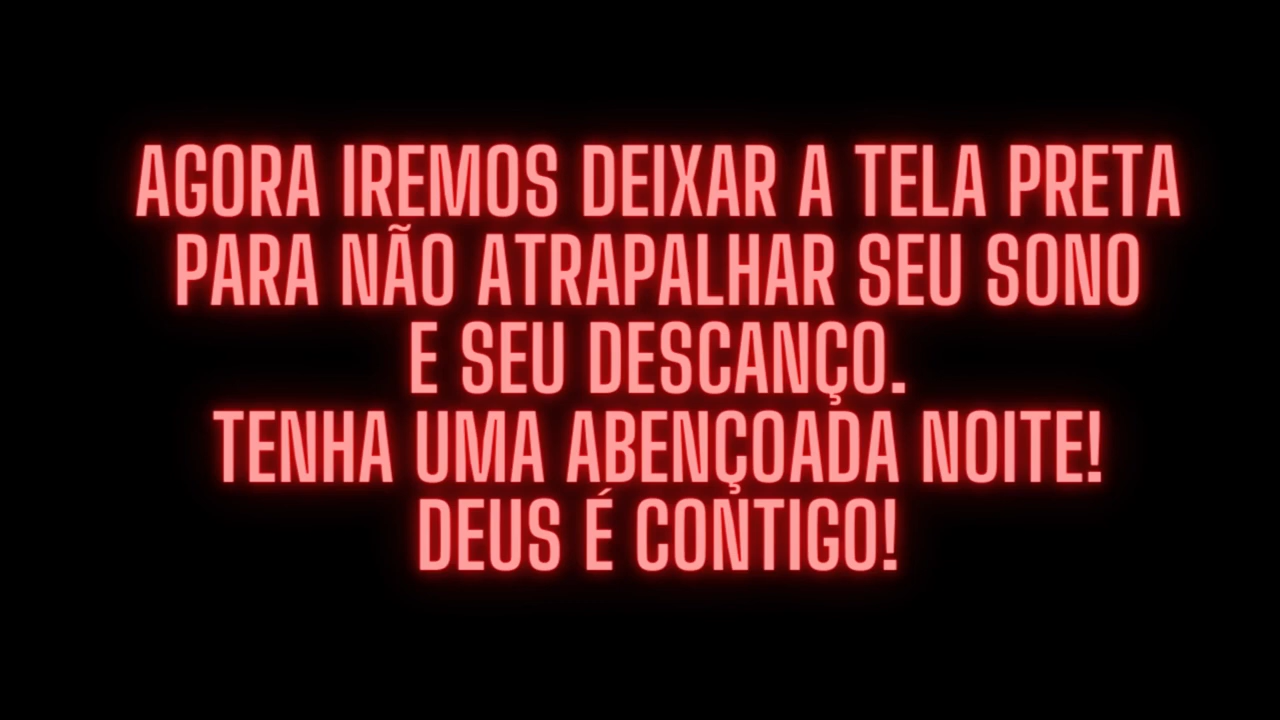 AGORA IREMOS DEIXAR A TELA PRETA
PARA NÃO ATRAPALHAR SEU SONO
E SEU DESCANÇO.
TENHA UMA ABENÇOADA NOITE!
DEUS É CONTIGO!